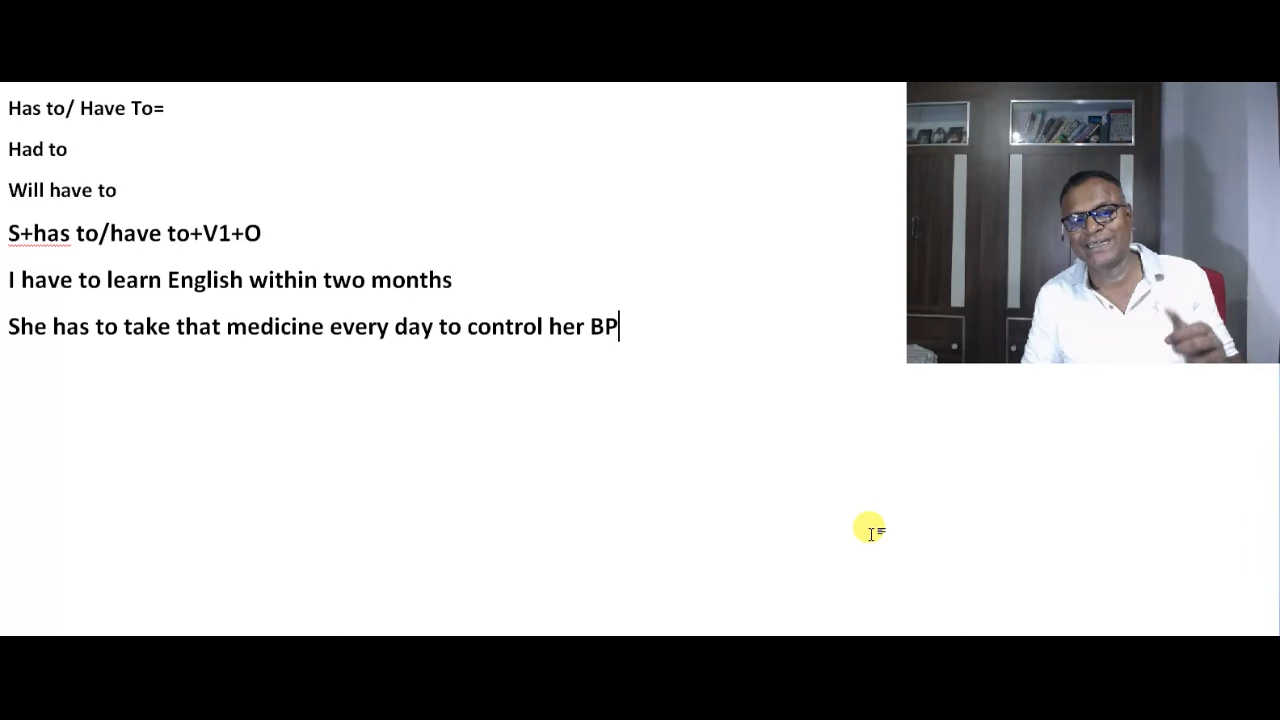 Has to/ Have To=
Had to
Will have to
S+has to/have to+V1+O
I have to learn English within two months
She has to take that medicine every day to control her BP